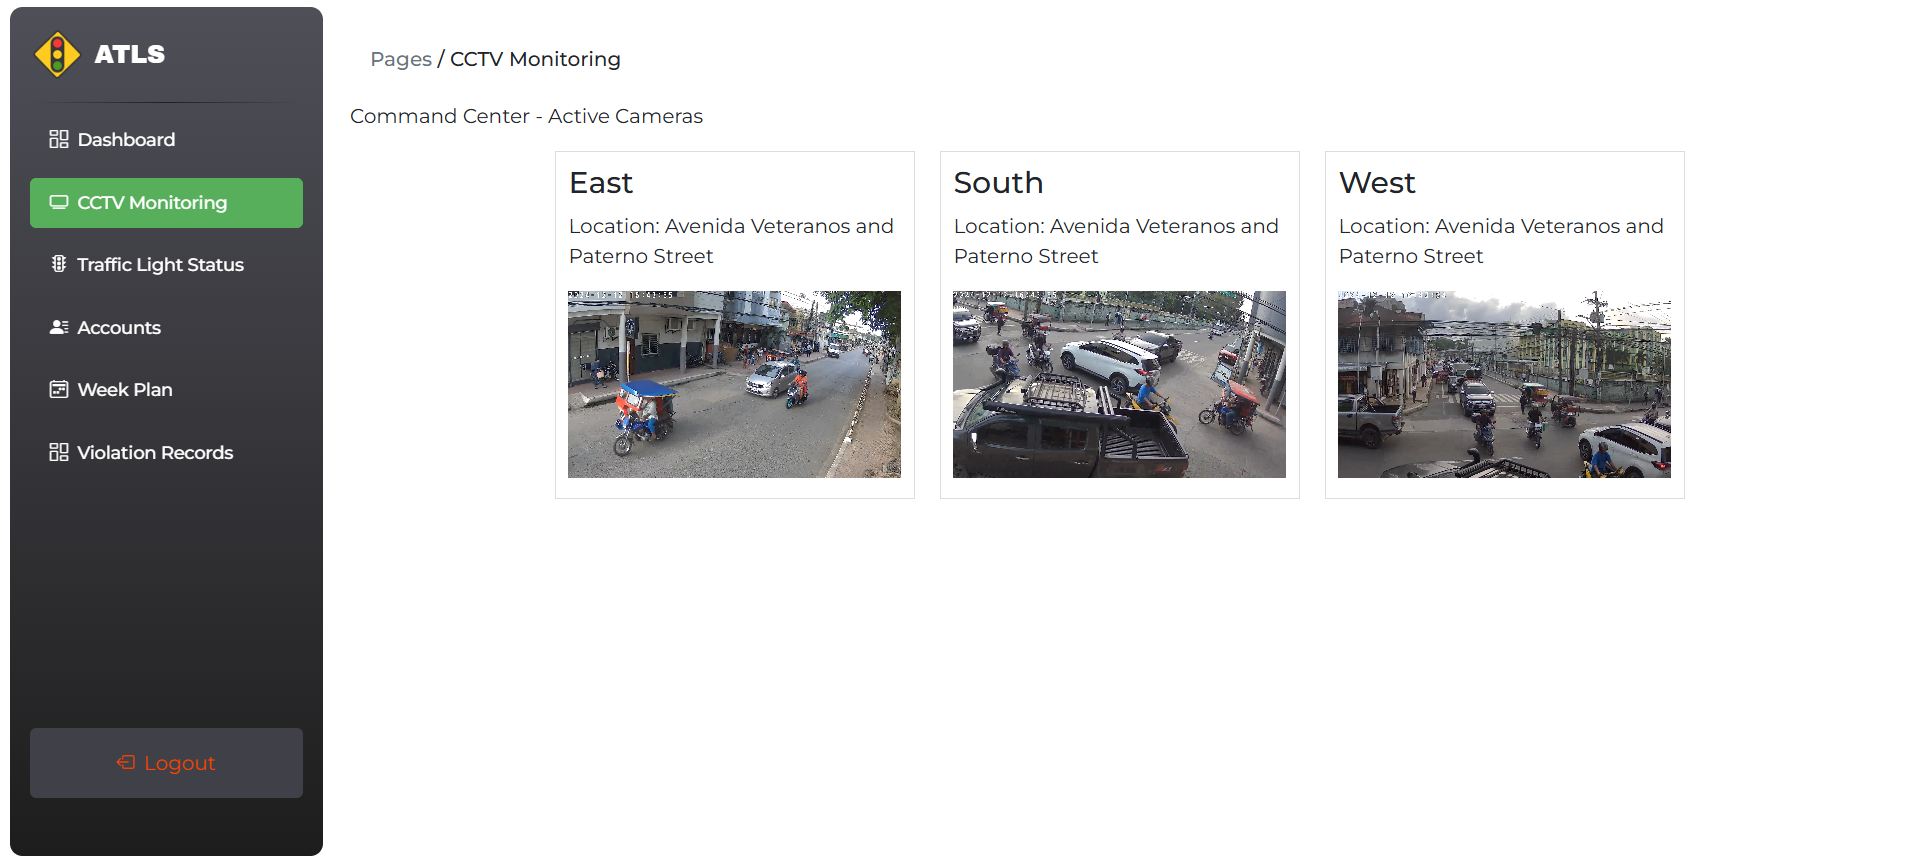 ATLS
Dashboard
CCTV Monitoring
Traffic Light Status
Accounts
Week Plan
Violation Records
Logout
Pages / CCTV Monitoring
Command Center - Active Cameras
East
Location: Avenida Veteranos and
Paterno Street
South
Location: Avenida Veteranos and
Paterno Street
West
Location: Avenida Veteranos and
Paterno Street